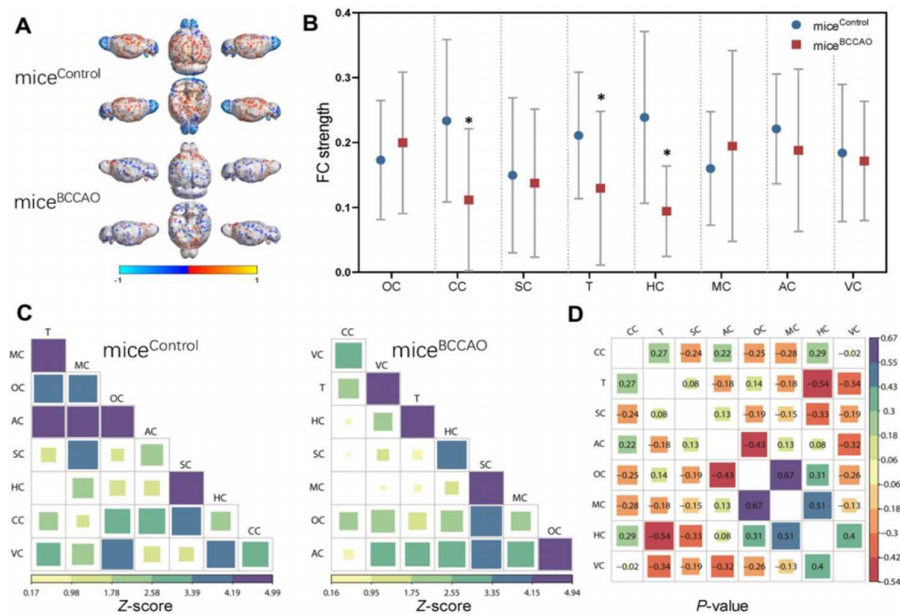 A
mice^Control
mice^BCCAO
-1 1
B
mice^Control
mice^BCCAO
FC strength
0.4
0.3
0.2
0.1
0.0
* * *
OC CC SC T HC MC AC VC
C
mice^Control
T
MC MC
OC OC
AC AC
SC SC
HC HC
CC CC
VC
0.17 0.98 1.78 2.58 3.39 4.19 4.99
Z-score
mice^BCCAO
CC
VC VC
T T
HC HC
MC SC
OC MC
AC OC
0.16 0.95 1.75 2.55 3.35 4.15 4.94
Z-score
D
CC T SC AC OC MC HC VC
CC 0.27 −0.24 0.22 −0.25 −0.28 0.29 −0.02
T 0.27 0.08 −0.18 0.14 −0.18 −0.54 −0.34
SC −0.24 0.08 0.13 −0.19 −0.15 −0.33 −0.19
AC 0.22 −0.18 0.13 −0.43 0.13 0.08 −0.32
OC −0.25 0.14 −0.19 −0.43 0.67 0.31 −0.26
MC −0.28 −0.18 −0.15 0.13 0.67 0.51 −0.13
HC 0.29 −0.54 −0.33 0.08 0.31 0.51 0.4
VC −0.02 −0.34 −0.19 −0.32 −0.26 −0.13 0.4
0.67
0.55
0.43
0.3
0.18
0.06
−0.06
−0.18
−0.3
−0.42
−0.54
P-value